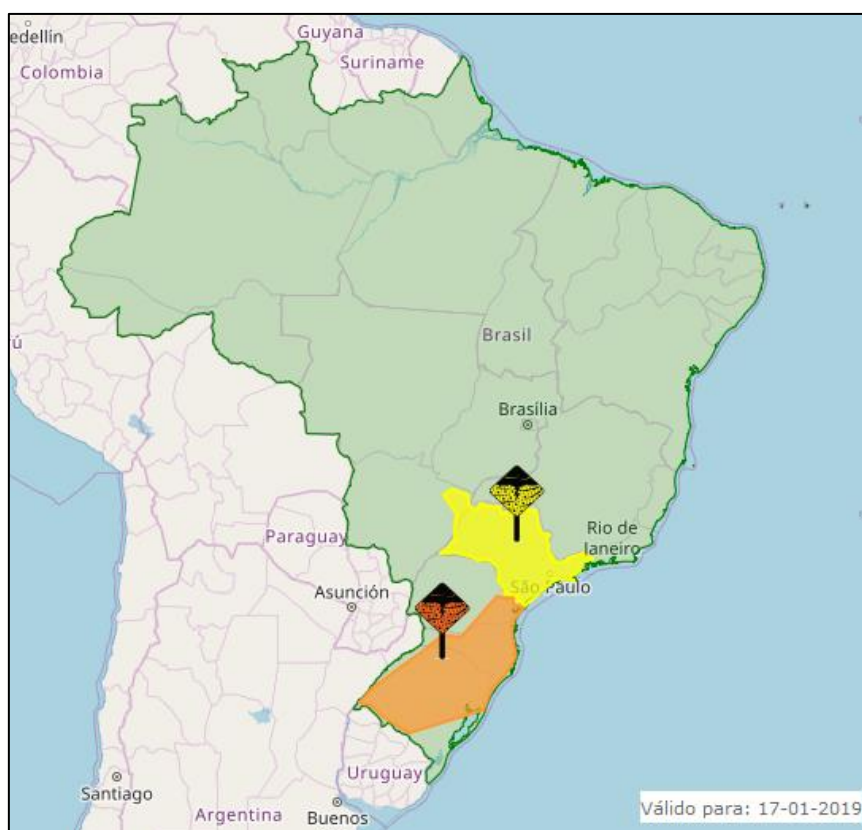 edellín
Guyana
Colombia
Suriname
ú
Brasil
Brasília
Rio de
Janeiro
Paraguay
São Paulo
Asunción
Uruguay
Santiago
Argentina
Buenos
Válido para: 17-01-2019